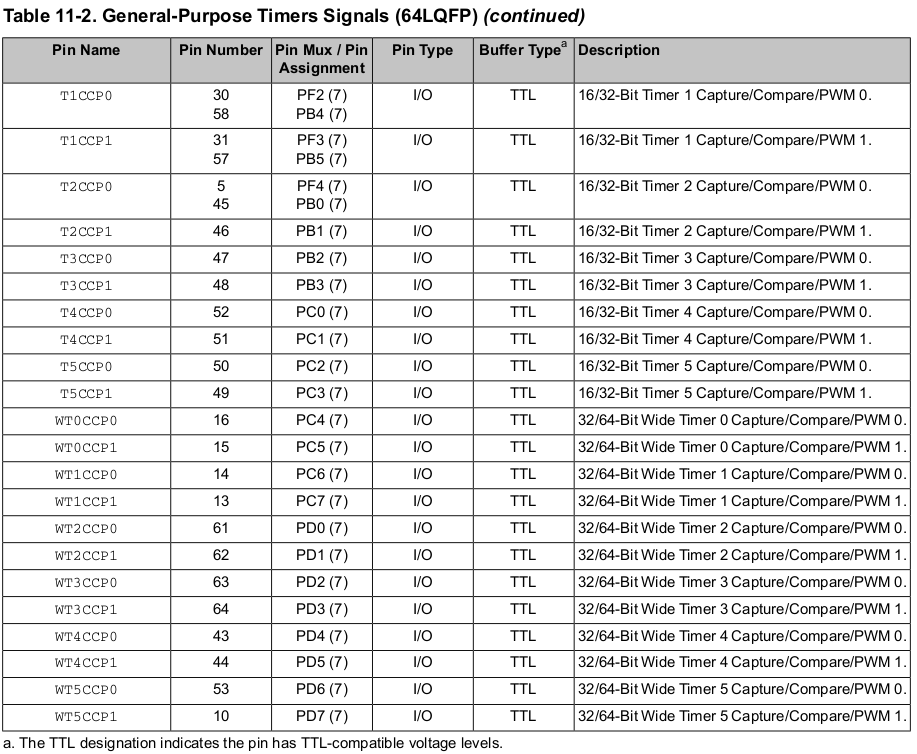 Table 11-2. General-Purpose Timers Signals (64LQFP) (continued)
Pin Name Pin Number Pin Mux / Pin Assignment Pin Type Buffer Typeᵃ Description
T1CCP0 30 PF2 (7) I/O TTL 16/32-Bit Timer 1 Capture/Compare/PWM 0.
58 PB4 (7)
T1CCP1 31 PF3 (7) I/O TTL 16/32-Bit Timer 1 Capture/Compare/PWM 1.
57 PB5 (7)
T2CCP0 5 PF4 (7) I/O TTL 16/32-Bit Timer 2 Capture/Compare/PWM 0.
45 PB0 (7)
T2CCP1 46 PB1 (7) I/O TTL 16/32-Bit Timer 2 Capture/Compare/PWM 1.
T3CCP0 47 PB2 (7) I/O TTL 16/32-Bit Timer 3 Capture/Compare/PWM 0.
T3CCP1 48 PB3 (7) I/O TTL 16/32-Bit Timer 3 Capture/Compare/PWM 1.
T4CCP0 52 PC0 (7) I/O TTL 16/32-Bit Timer 4 Capture/Compare/PWM 0.
T4CCP1 51 PC1 (7) I/O TTL 16/32-Bit Timer 4 Capture/Compare/PWM 1.
T5CCP0 50 PC2 (7) I/O TTL 16/32-Bit Timer 5 Capture/Compare/PWM 0.
T5CCP1 49 PC3 (7) I/O TTL 16/32-Bit Timer 5 Capture/Compare/PWM 1.
WT0CCP0 16 PC4 (7) I/O TTL 32/64-Bit Wide Timer 0 Capture/Compare/PWM 0.
WT0CCP1 15 PC5 (7) I/O TTL 32/64-Bit Wide Timer 0 Capture/Compare/PWM 1.
WT1CCP0 14 PC6 (7) I/O TTL 32/64-Bit Wide Timer 1 Capture/Compare/PWM 0.
WT1CCP1 13 PC7 (7) I/O TTL 32/64-Bit Wide Timer 1 Capture/Compare/PWM 1.
WT2CCP0 61 PD0 (7) I/O TTL 32/64-Bit Wide Timer 2 Capture/Compare/PWM 0.
WT2CCP1 62 PD1 (7) I/O TTL 32/64-Bit Wide Timer 2 Capture/Compare/PWM 1.
WT3CCP0 63 PD2 (7) I/O TTL 32/64-Bit Wide Timer 3 Capture/Compare/PWM 0.
WT3CCP1 64 PD3 (7) I/O TTL 32/64-Bit Wide Timer 3 Capture/Compare/PWM 1.
WT4CCP0 43 PD4 (7) I/O TTL 32/64-Bit Wide Timer 4 Capture/Compare/PWM 0.
WT4CCP1 44 PD5 (7) I/O TTL 32/64-Bit Wide Timer 4 Capture/Compare/PWM 1.
WT5CCP0 53 PD6 (7) I/O TTL 32/64-Bit Wide Timer 5 Capture/Compare/PWM 0.
WT5CCP1 10 PD7 (7) I/O TTL 32/64-Bit Wide Timer 5 Capture/Compare/PWM 1.
a. The TTL designation indicates the pin has TTL-compatible voltage levels.